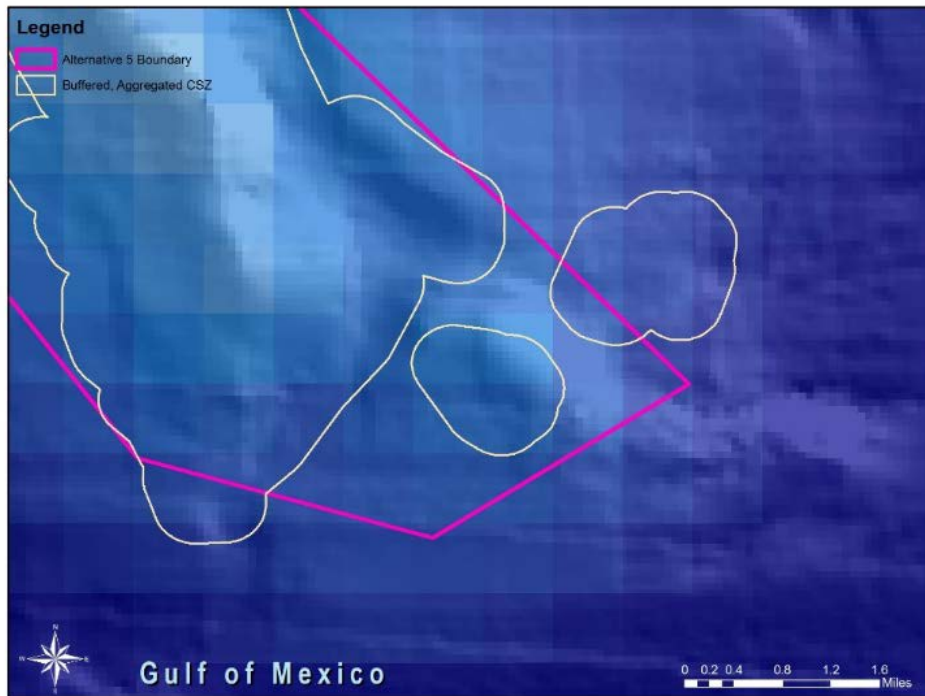 Legend
Alternative 5 Boundary
Buffered, Aggregated CSZ
N
W
E
S
Gulf of Mexico
0 0.2 0.4 0.8 1.2 1.6
Miles